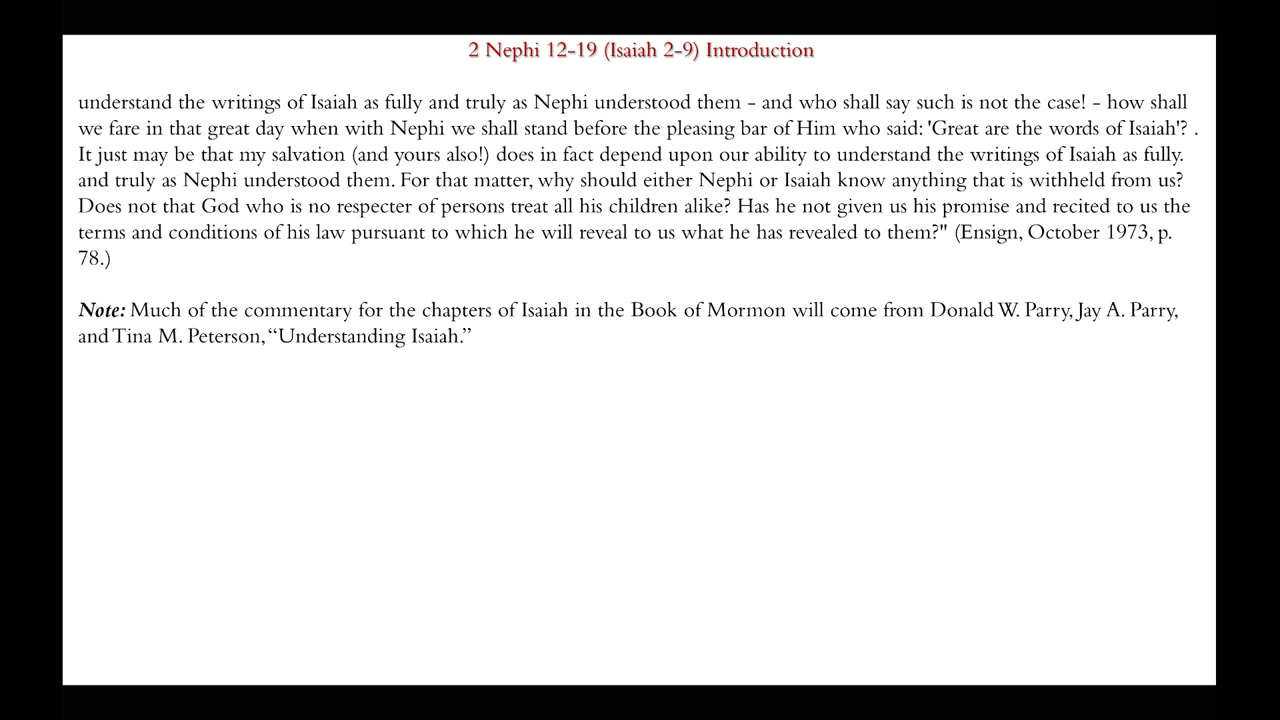 2 Nephi 12-19 (Isaiah 2-9) Introduction
understand the writings of Isaiah as fully and truly as Nephi understood them - and who shall say such is not the case! - how shall
we fare in that great day when with Nephi we shall stand before the pleasing bar of Him who said: 'Great are the words of Isaiah'? .
It just may be that my salvation (and yours also!) does in fact depend upon our ability to understand the writings of Isaiah as fully.
and truly as Nephi understood them. For that matter, why should either Nephi or Isaiah know anything that is withheld from us?
Does not that God who is no respecter of persons treat all his children alike? Has he not given us his promise and recited to us the
terms and conditions of his law pursuant to which he will reveal to us what he has revealed to them?" (Ensign, October 1973, p.
78.)
Note: Much of the commentary for the chapters of Isaiah in the Book of Mormon will come from Donald W. Parry, Jay A. Parry,
and Tina M. Peterson, “Understanding Isaiah.”